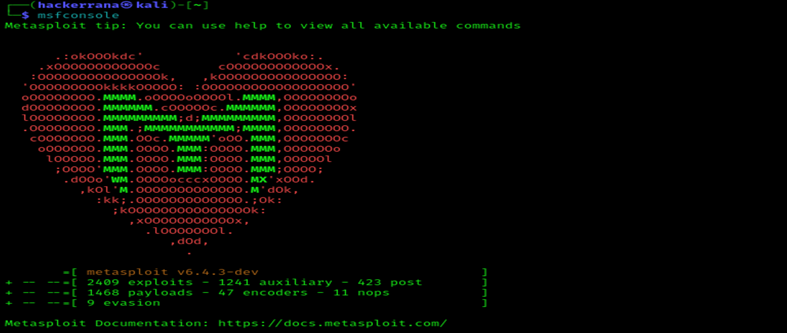 ┌──(hackerrana㉿kali)-[~]
└─$ msfconsole
Metasploit tip: You can use help to view all available commands
.:okOOOkdc'           'cdkOOOko:.
.xOOOOOOOOOOOOc       cOOOOOOOOOOOOx.
:OOOOOOOOOOOOOOOk,   ,kOOOOOOOOOOOOOOO:
'OOOOOOOOOkkkkOOOOO: :OOOOOOOOOOOOOOOOOO'
oOOOOOOOO.MMMM.oOOOOoOOOOl.MMMM,OOOOOOOOo
dOOOOOOOO.MMMMMM.cOOOOOc.MMMMMM,OOOOOOOOx
lOOOOOOOO.MMMMMMMMM;d;MMMMMMMMM,OOOOOOOOl
.OOOOOOOO.MMM.;MMMMMMMMMMM;MMMM,OOOOOOOO.
cOOOOOOO.MMM.OOc.MMMMM'oOO.MMM,OOOOOOOc
oOOOOOO.MMM.OOOO.MMM:OOOO.MMM,OOOOOOo
lOOOOO.MMM.OOOO.MMM:OOOO.MMM,OOOOOl
;OOOO'MMM.OOOO.MMM:OOOO.MMM;OOOO;
.dOOo'WM.OOOOocccxOOOO.MX'xOOd.
,kOl'M.OOOOOOOOOOOOO.M'dOk,
:kk;.OOOOOOOOOOOOO.;Ok:
;kOOOOOOOOOOOOOOOk:
,xOOOOOOOOOOOx,
.lOOOOOOOl.
,dOd,
.
=[ metasploit v6.4.3-dev                          ]
+ -- --=[ 2409 exploits - 1241 auxiliary - 423 post       ]
+ -- --=[ 1468 payloads - 47 encoders - 11 nops           ]
+ -- --=[ 9 evasion                                       ]
Metasploit Documentation: https://docs.metasploit.com/